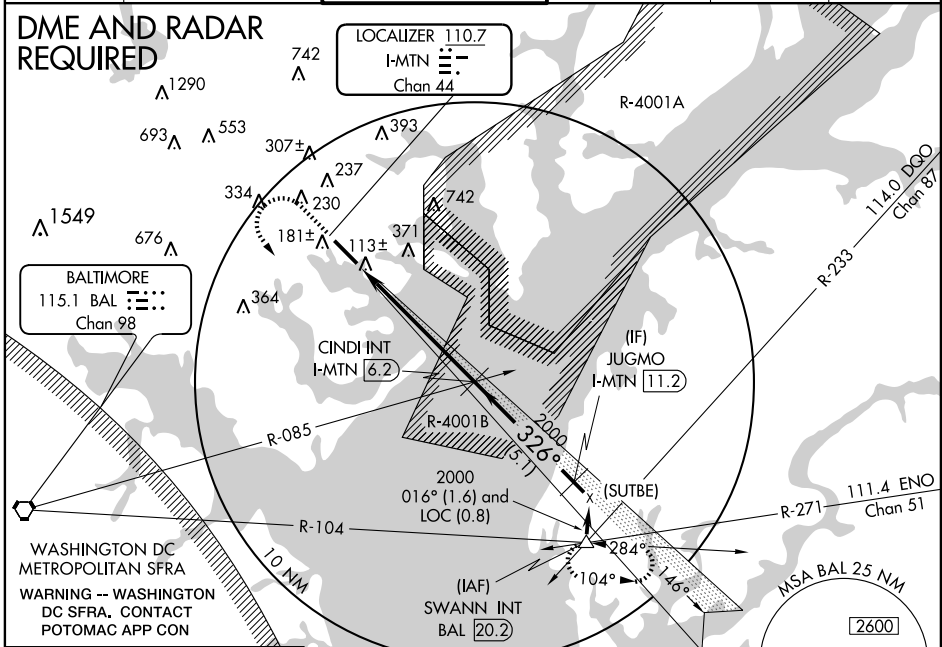 DME AND RADAR
REQUIRED
LOCALIZER 110.7
I-MTN
Chan 44
742
1290
693
553
307±
393
237
334
230
742
1549
676
181±
113±
371
364
R-4001A
114.0 DQO
Chan 87
R-233
BALTIMORE
115.1 BAL
Chan 98
CINDI INT
I-MTN 6.2
(IF)
JUGMO
I-MTN 11.2
R-085
R-4001B
2000
326°
(5.1)
2000
016° (1.6) and
LOC (0.8)
(SUTBE)
R-104
R-271
111.4 ENO
Chan 51
284°
104°
146°
WASHINGTON DC
METROPOLITAN SFRA
WARNING -- WASHINGTON
DC SFRA. CONTACT
POTOMAC APP CON
10 NM
(IAF)
SWANN INT
BAL 20.2
MSA BAL 25 NM
2600